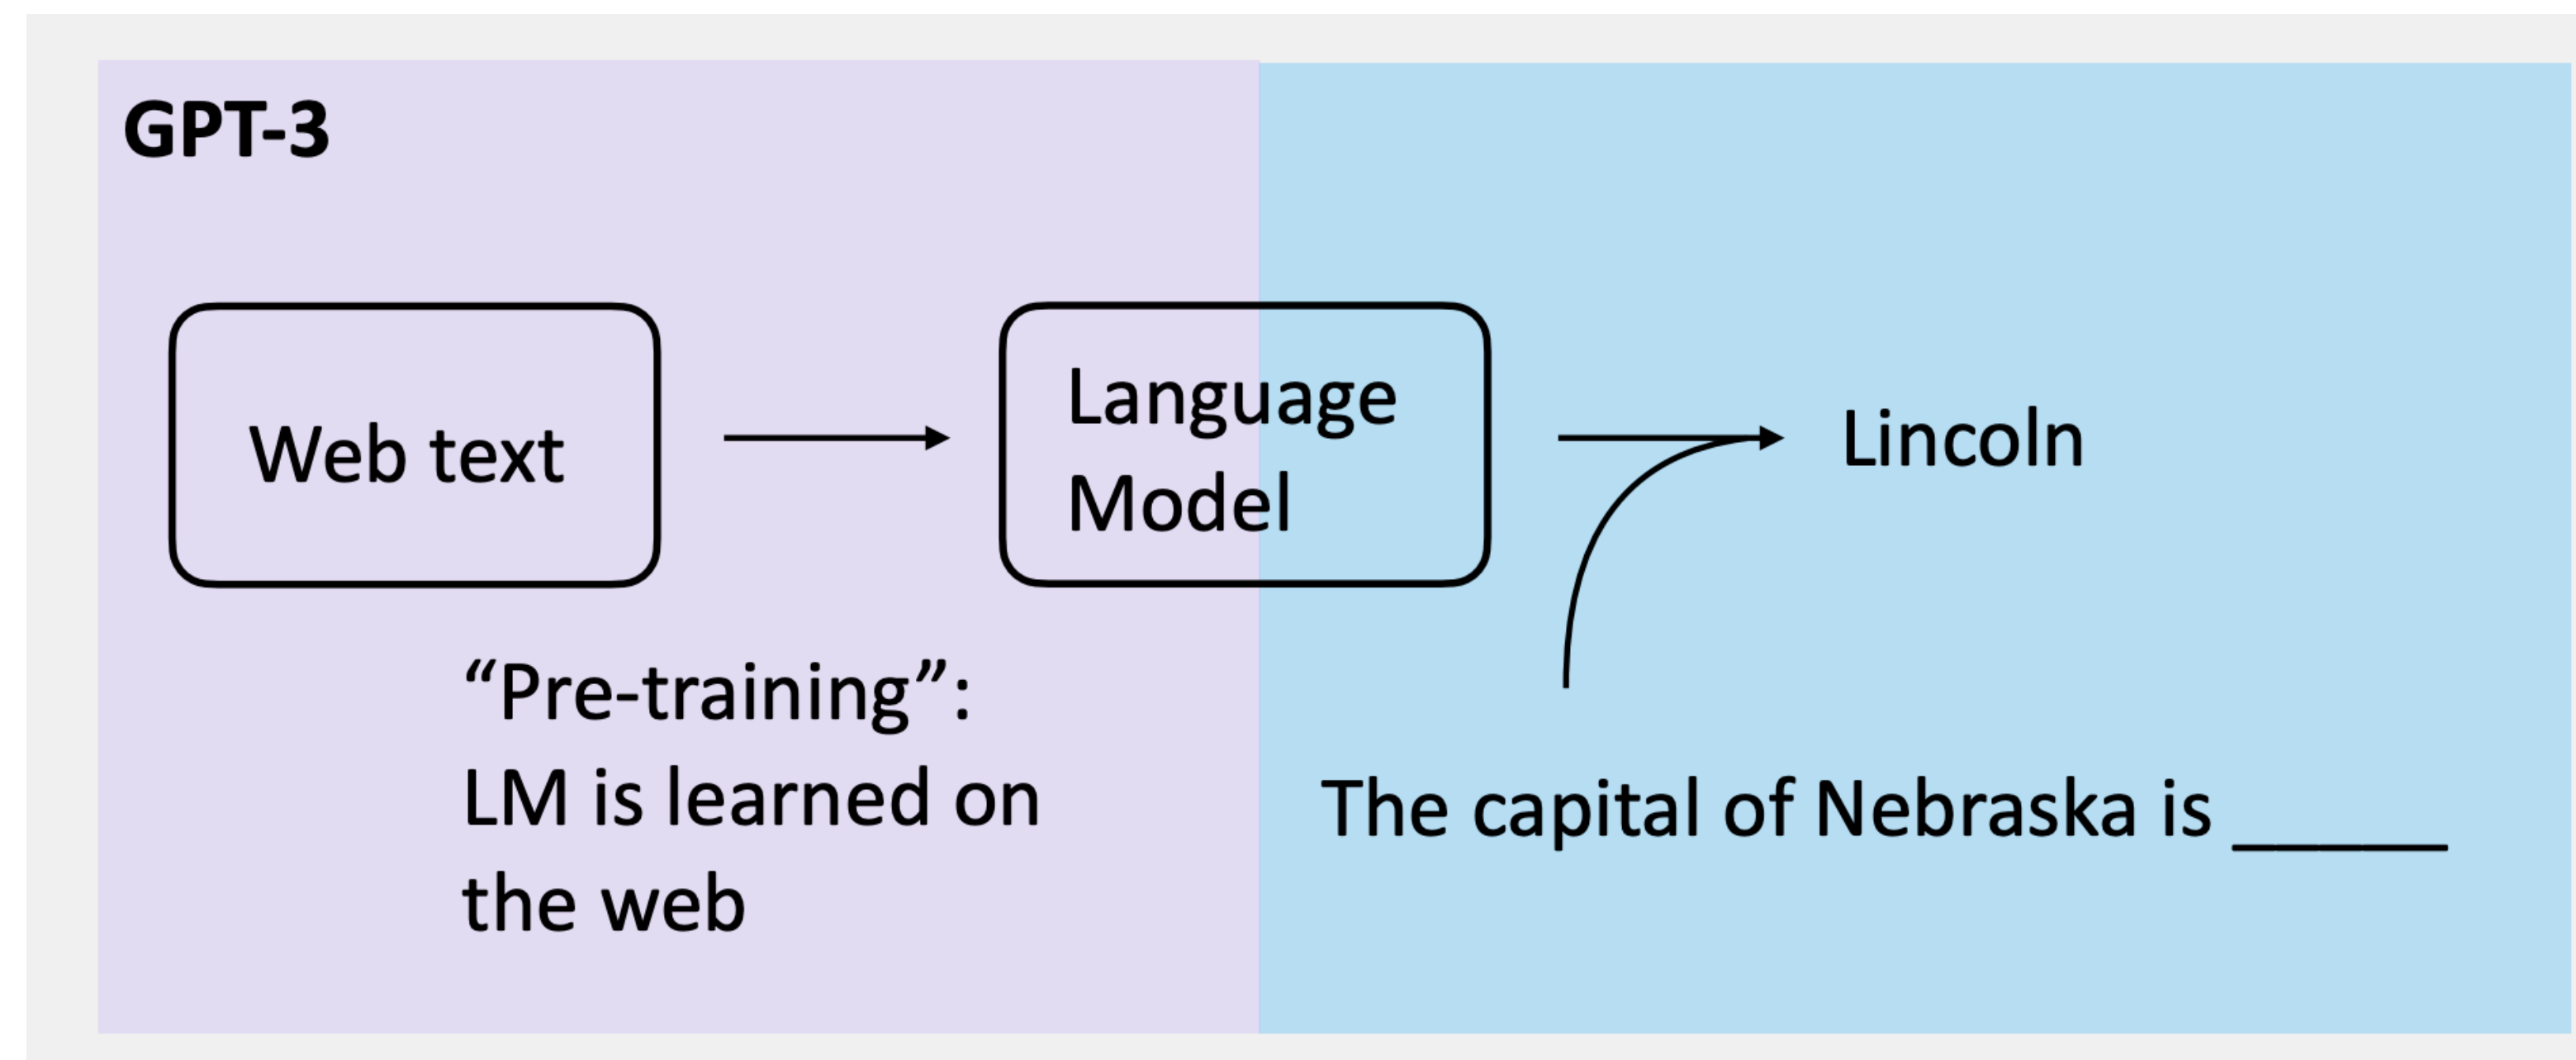 GPT-3
Web text
Language
Model
Lincoln
“Pre-training”:
LM is learned on
the web
The capital of Nebraska is _____